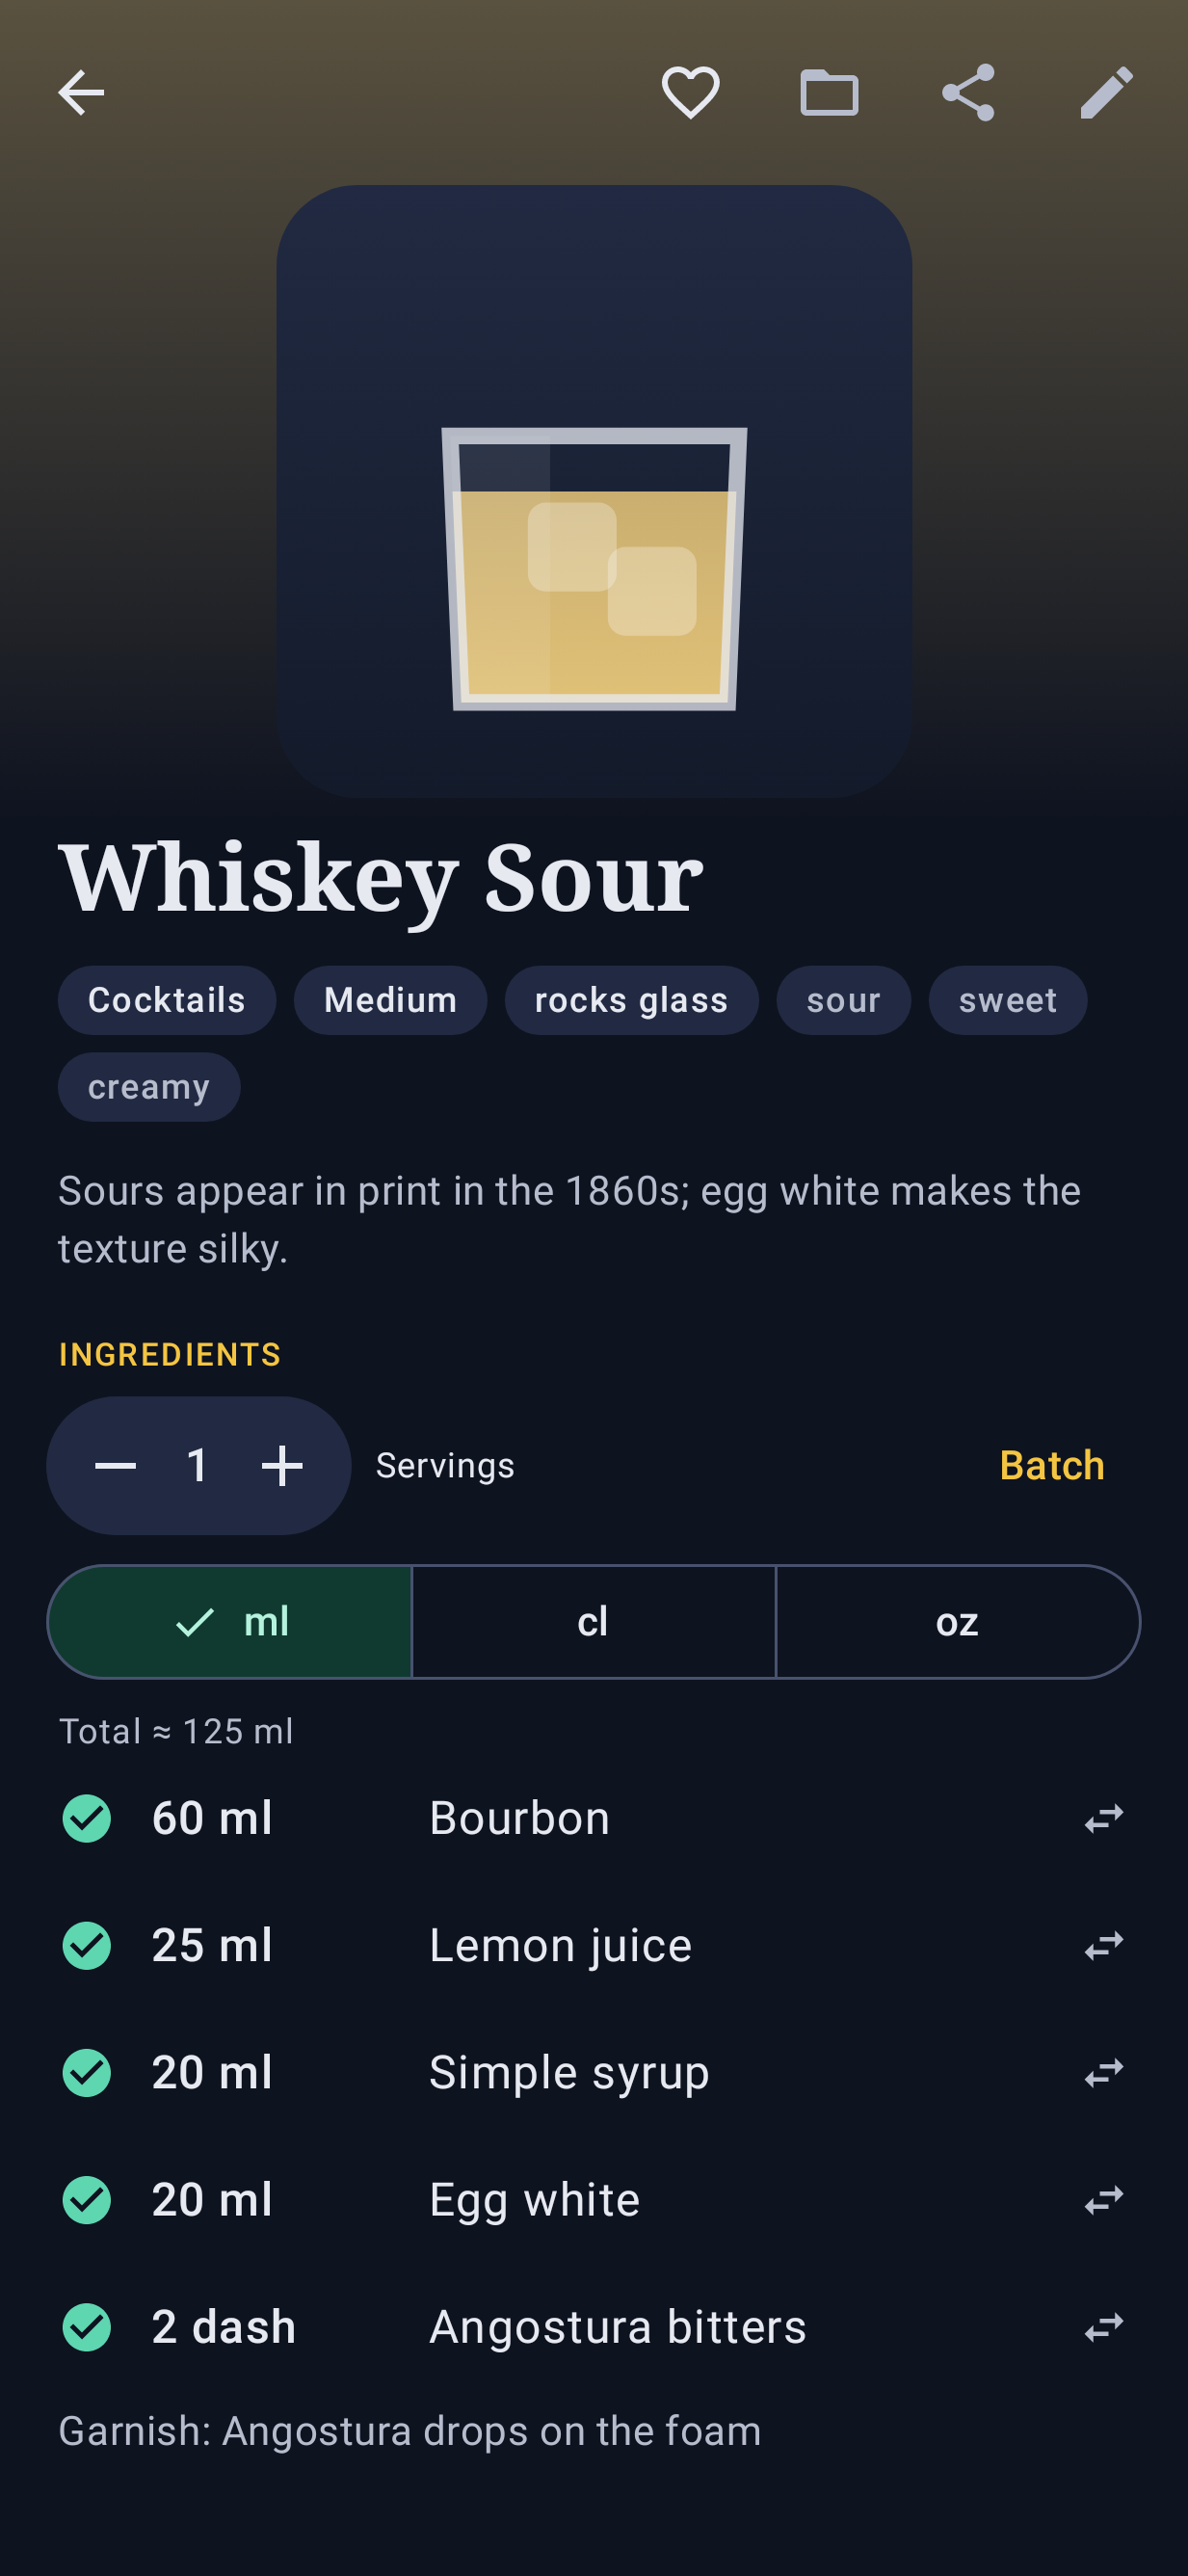 Whiskey Sour
Cocktails Medium rocks glass sour sweet
creamy
Sours appear in print in the 1860s; egg white makes the
texture silky.
INGREDIENTS
1 Servings Batch
ml cl oz
Total ≈ 125 ml
60 ml Bourbon
25 ml Lemon juice
20 ml Simple syrup
20 ml Egg white
2 dash Angostura bitters
Garnish: Angostura drops on the foam